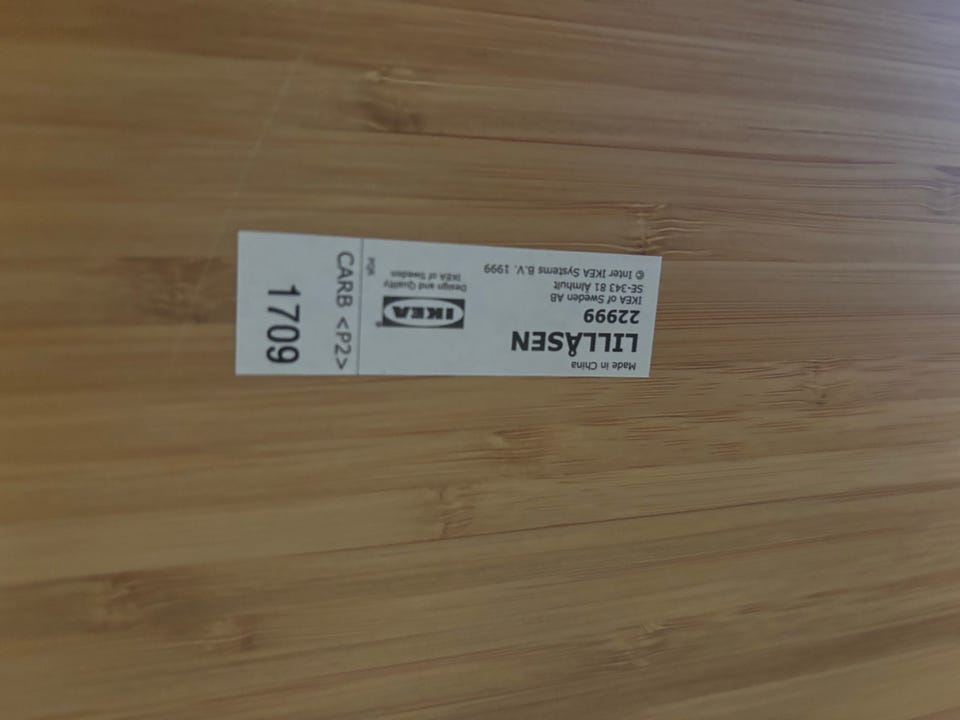 Made in China
LILLÅSEN
22999
IKEA of Sweden AB
SE-343 81 Älmhult
© Inter IKEA Systems B.V. 1999
IKEA®
Design and Quality
IKEA of Sweden
PQR
CARB <P2>
1709